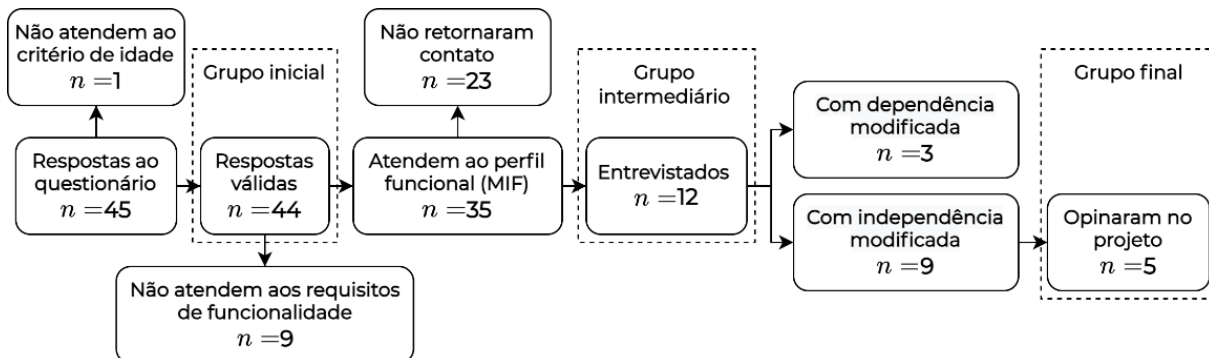 Não atendem ao
critério de idade
n =1
Grupo inicial
Não retornaram
contato
n =23
Grupo
intermediário
Grupo final
Respostas ao
questionário
n =45
Respostas
válidas
n =44
Atendem ao perfil
funcional (MIF)
n =35
Entrevistados
n =12
Com dependência
modificada
n =3
Com independência
modificada
n =9
Opinaram no
projeto
n =5
Não atendem aos requisitos
de funcionalidade
n =9